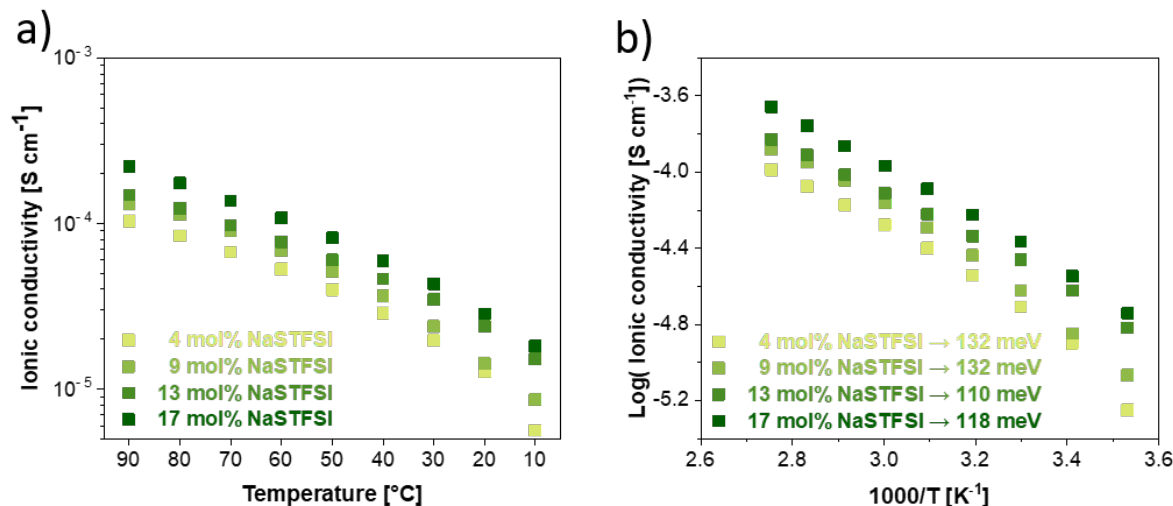 a)
Ionic conductivity [S cm⁻¹]
10⁻³
10⁻⁴
10⁻⁵
4 mol% NaSTFSI
9 mol% NaSTFSI
13 mol% NaSTFSI
17 mol% NaSTFSI
90 80 70 60 50 40 30 20 10
Temperature [°C]
b)
Log( Ionic conductivity [S cm⁻¹])
-3.6
-4.0
-4.4
-4.8
-5.2
4 mol% NaSTFSI → 132 meV
9 mol% NaSTFSI → 132 meV
13 mol% NaSTFSI → 110 meV
17 mol% NaSTFSI → 118 meV
2.6 2.8 3.0 3.2 3.4 3.6
1000/T [K⁻¹]